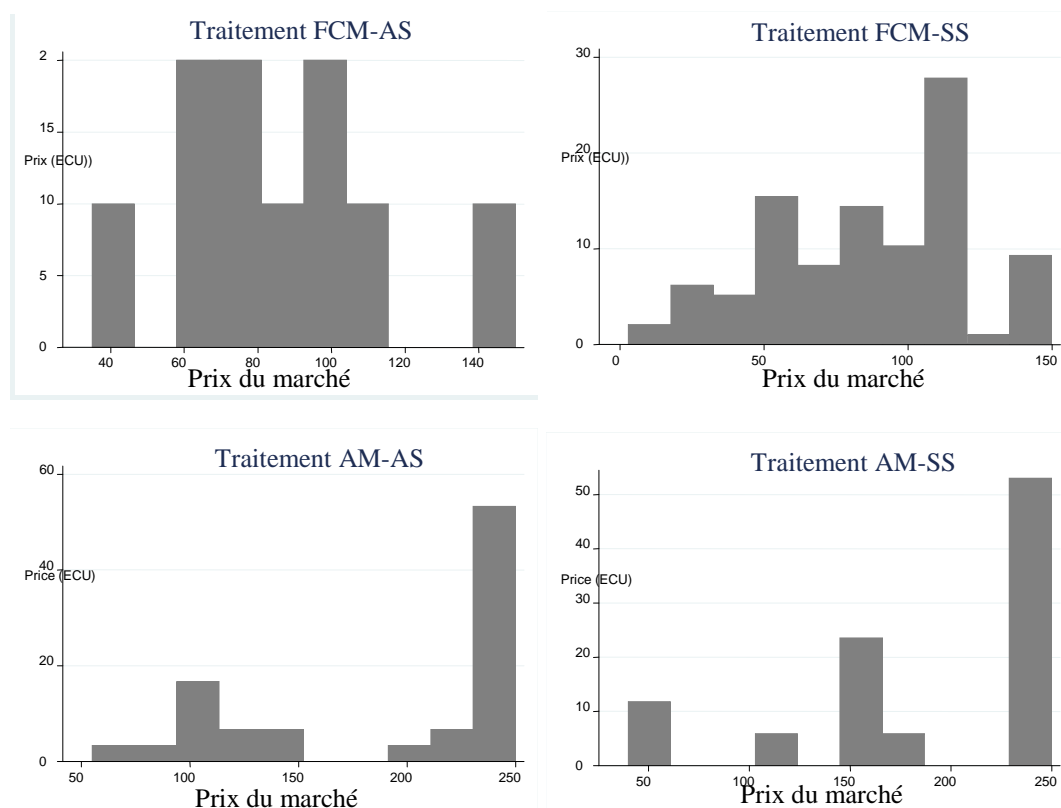 Traitement FCM-AS
2
15
Prix (ECU))
10
5
0
40 60 80 100 120 140
Prix du marché
Traitement FCM-SS
30
20
Prix (ECU))
10
0
0 50 100 150
Prix du marché
Traitement AM-AS
60
40
Price (ECU)
20
0
50 100 150 200 250
Prix du marché
Traitement AM-SS
50
40
Price (ECU)
30
20
10
0
50 100 150 200 250
Prix du marché